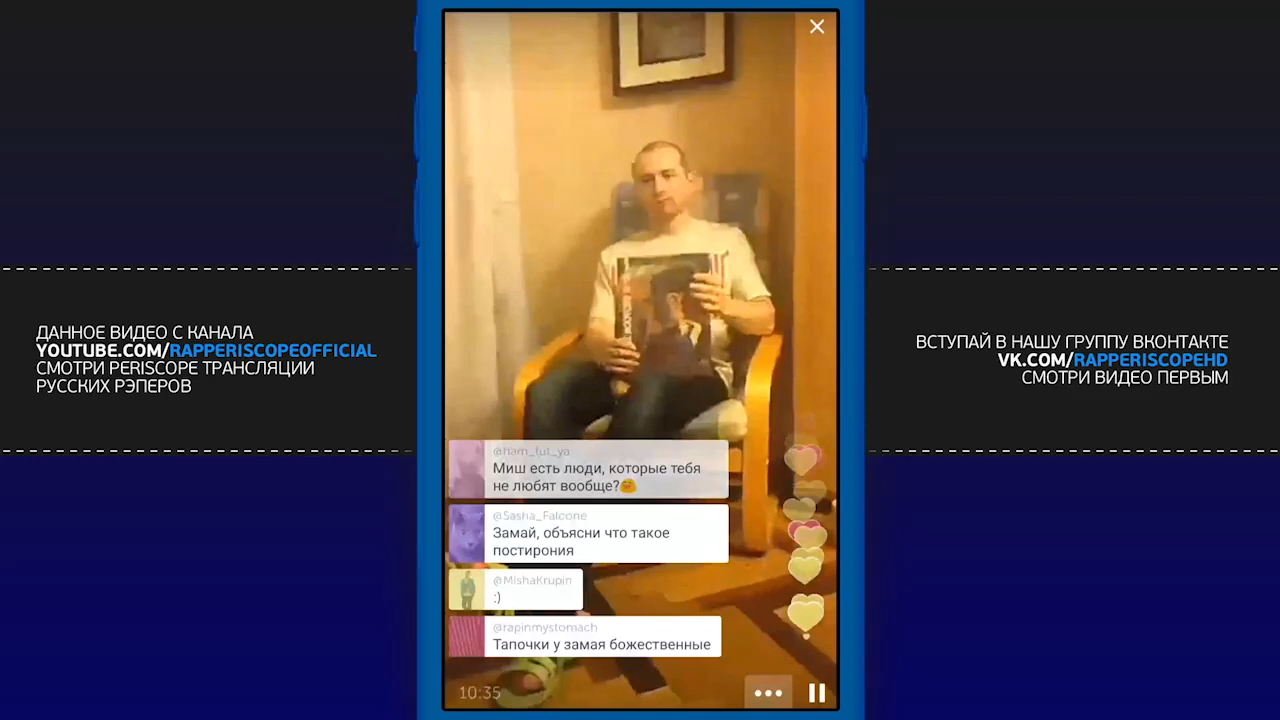 ДАННОЕ ВИДЕО С КАНАЛА
YOUTUBE.COM/RAPPERISCOPEOFFICIAL
СМОТРИ PERISCOPE ТРАНСЛЯЦИИ
РУССКИХ РЭПЕРОВ
@ham_ful_ya
Миш есть люди, которые тебя
не любят вообще?
@Sasha_Falcone
Замай, объясни что такое
постирония
@MishaKrupin
:)
@rapinmystomach
Тапочки у замая божественные
10:35
ВСТУПАЙ В НАШУ ГРУППУ ВКОНТАКТЕ
VK.COM/RAPPERISCOPEHD
СМОТРИ ВИДЕО ПЕРВЫМ